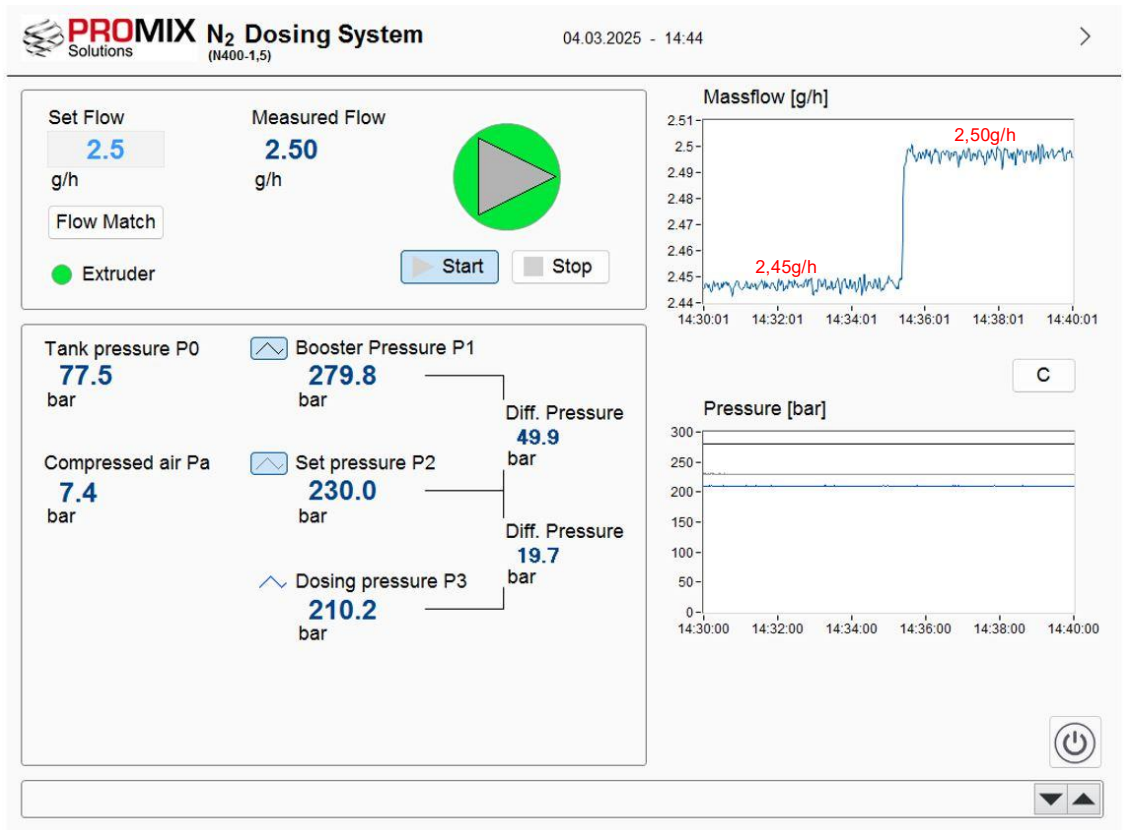 PROMIX
Solutions
N2 Dosing System
(N400-1,5)
04.03.2025 - 14:44
Set Flow
2.5
g/h
Measured Flow
2.50
g/h
Flow Match
Extruder
Start
Stop
Tank pressure P0
77.5
bar
Booster Pressure P1
279.8
bar
Diff. Pressure
49.9
bar
Compressed air Pa
7.4
bar
Set pressure P2
230.0
bar
Diff. Pressure
19.7
bar
Dosing pressure P3
210.2
bar
Massflow [g/h]
2.51
2.5
2.49
2.48
2.47
2.46
2.45
2.44
2,50g/h
2,45g/h
14:30:01 14:32:01 14:34:01 14:36:01 14:38:01 14:40:01
C
Pressure [bar]
300
250
200
150
100
50
0
14:30:00 14:32:00 14:34:00 14:36:00 14:38:00 14:40:00